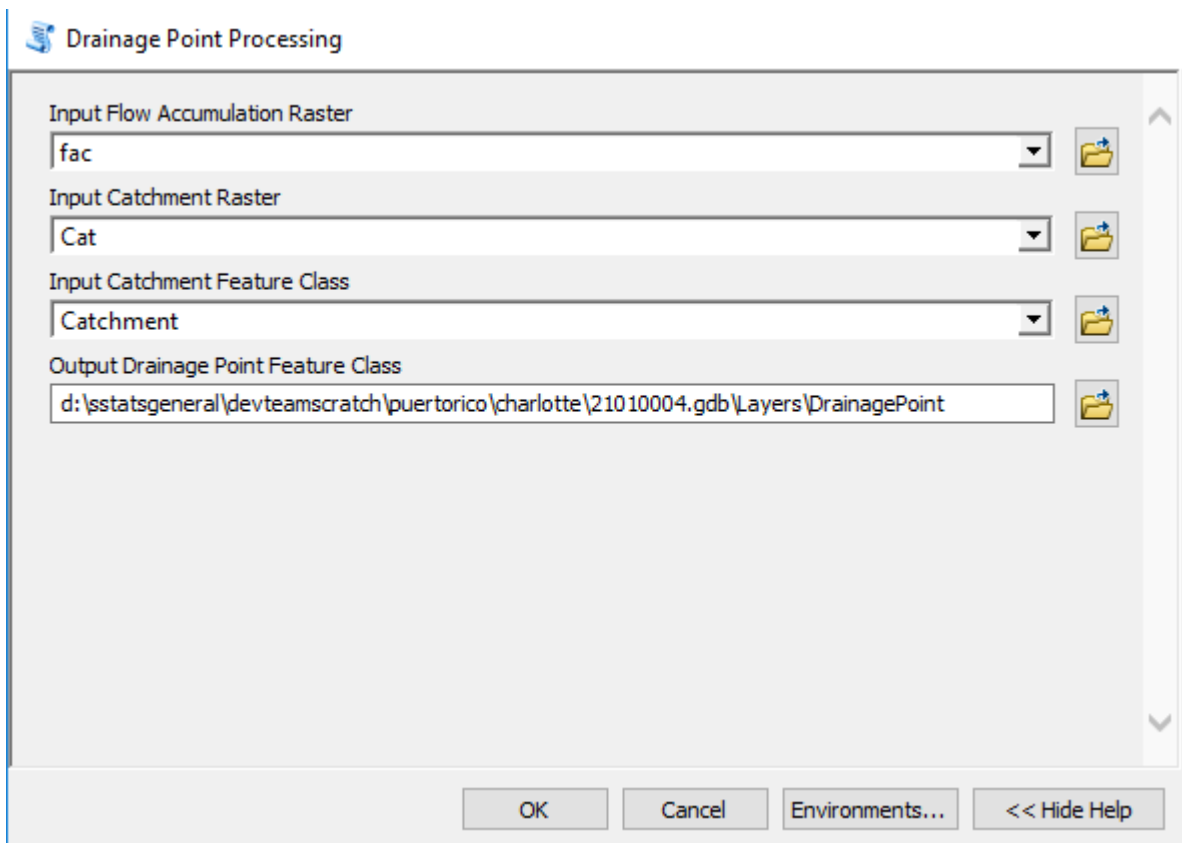 Drainage Point Processing
Input Flow Accumulation Raster
fac
Input Catchment Raster
Cat
Input Catchment Feature Class
Catchment
Output Drainage Point Feature Class
d:\sstatsgeneral\devteamscratch\puertorico\charlotte\21010004.gdb\Layers\DrainagePoint
OK Cancel Environments... << Hide Help